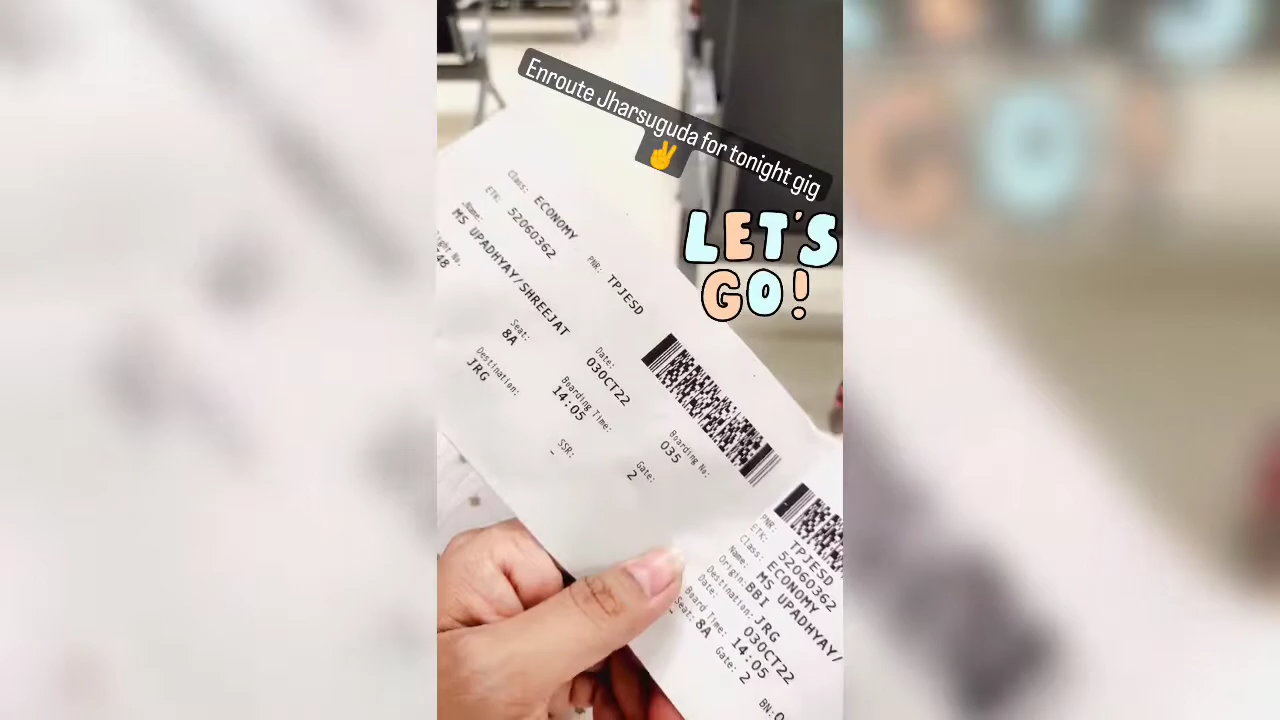 Enroute Jharsuguda for tonight gig
✌️
LET'S
GO!
Class: ECONOMY
ETK: 52060362
PNR: TPJESD
Name:
MS UPADHYAY/SHREEJAT
Seat:
8A
Date:
03OCT22
Destination:
JRG
Boarding Time:
14:05
Boarding No:
035
SSR:
-
Gate:
2
PNR: TPJESD
ETK: 52060362
Class: ECONOMY
Name: MS UPADHYAY/
Origin: BBI
Destination: JRG
Date: 03OCT22
Board Time: 14:05
Seat: 8A
Gate: 2
BN: